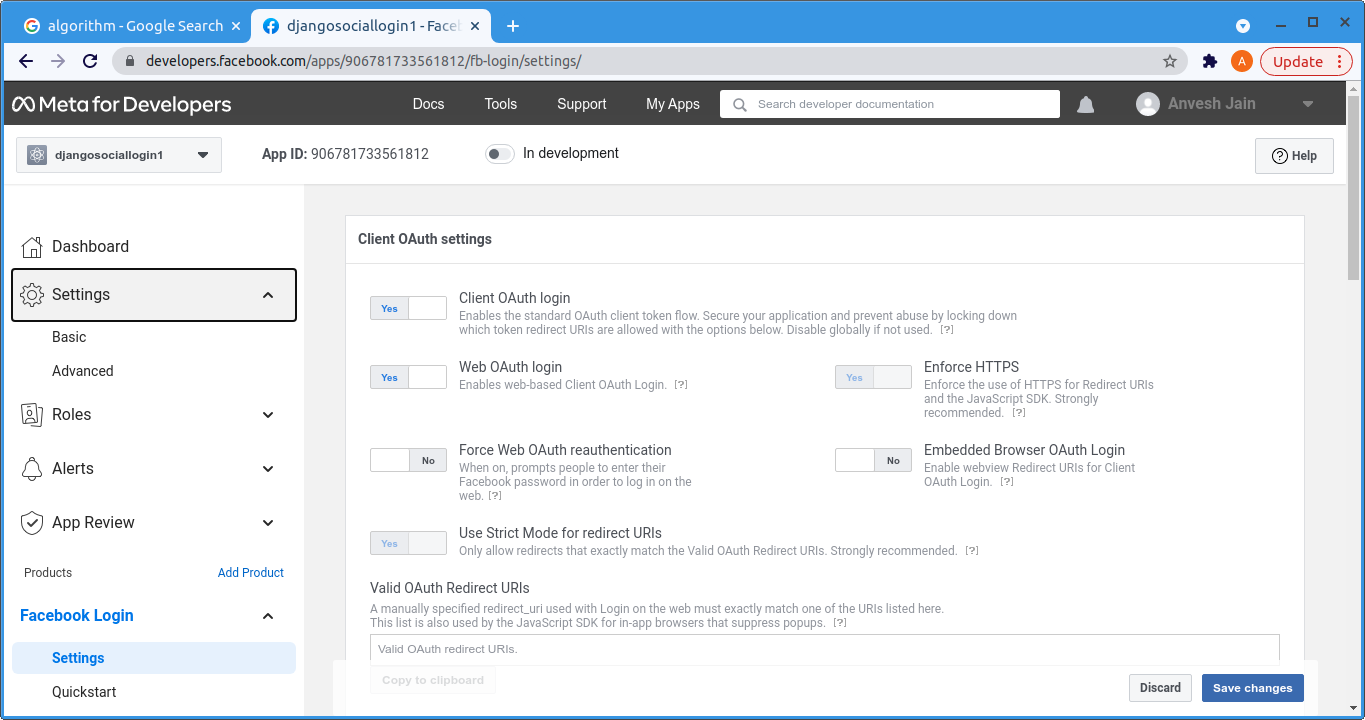 algorithm - Google Search
djangosociallogin1 - Face
developers.facebook.com/apps/906781733561812/fb-login/settings/
A
Update
Meta for Developers
Docs
Tools
Support
My Apps
Search developer documentation
Anvesh Jain
djangosociallogin1
App ID: 906781733561812
In development
Help
Dashboard
Settings
Basic
Advanced
Roles
Alerts
App Review
Products
Add Product
Facebook Login
Settings
Quickstart
Client OAuth settings
Yes
Client OAuth login
Enables the standard OAuth client token flow. Secure your application and prevent abuse by locking down
which token redirect URIs are allowed with the options below. Disable globally if not used. [?]
Yes
Web OAuth login
Enables web-based Client OAuth Login. [?]
Yes
Enforce HTTPS
Enforce the use of HTTPS for Redirect URIs
and the JavaScript SDK. Strongly
recommended. [?]
No
Force Web OAuth reauthentication
When on, prompts people to enter their
Facebook password in order to log in on the
web. [?]
No
Embedded Browser OAuth Login
Enable webview Redirect URIs for Client
OAuth Login. [?]
Yes
Use Strict Mode for redirect URIs
Only allow redirects that exactly match the Valid OAuth Redirect URIs. Strongly recommended. [?]
Valid OAuth Redirect URIs
A manually specified redirect_uri used with Login on the web must exactly match one of the URIs listed here.
This list is also used by the JavaScript SDK for in-app browsers that suppress popups. [?]
Valid OAuth redirect URIs.
Copy to clipboard
Discard
Save changes